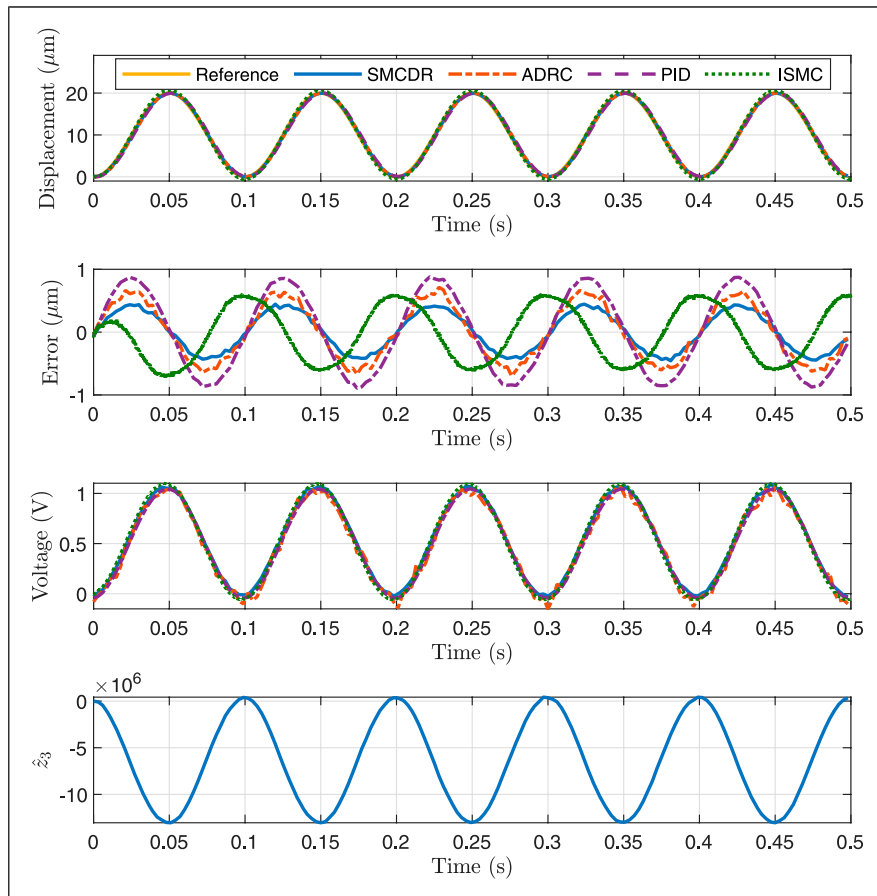 Reference SMCDR ADRC PID ISMC
Displacement (μm)
20
10
0
0 0.05 0.1 0.15 0.2 0.25 0.3 0.35 0.4 0.45 0.5
Time (s)
Error (μm)
1
0
-1
0 0.05 0.1 0.15 0.2 0.25 0.3 0.35 0.4 0.45 0.5
Time (s)
Voltage (V)
1
0.5
0
0 0.05 0.1 0.15 0.2 0.25 0.3 0.35 0.4 0.45 0.5
Time (s)
×10⁶
ẑ₃
0
-5
-10
0 0.05 0.1 0.15 0.2 0.25 0.3 0.35 0.4 0.45 0.5
Time (s)